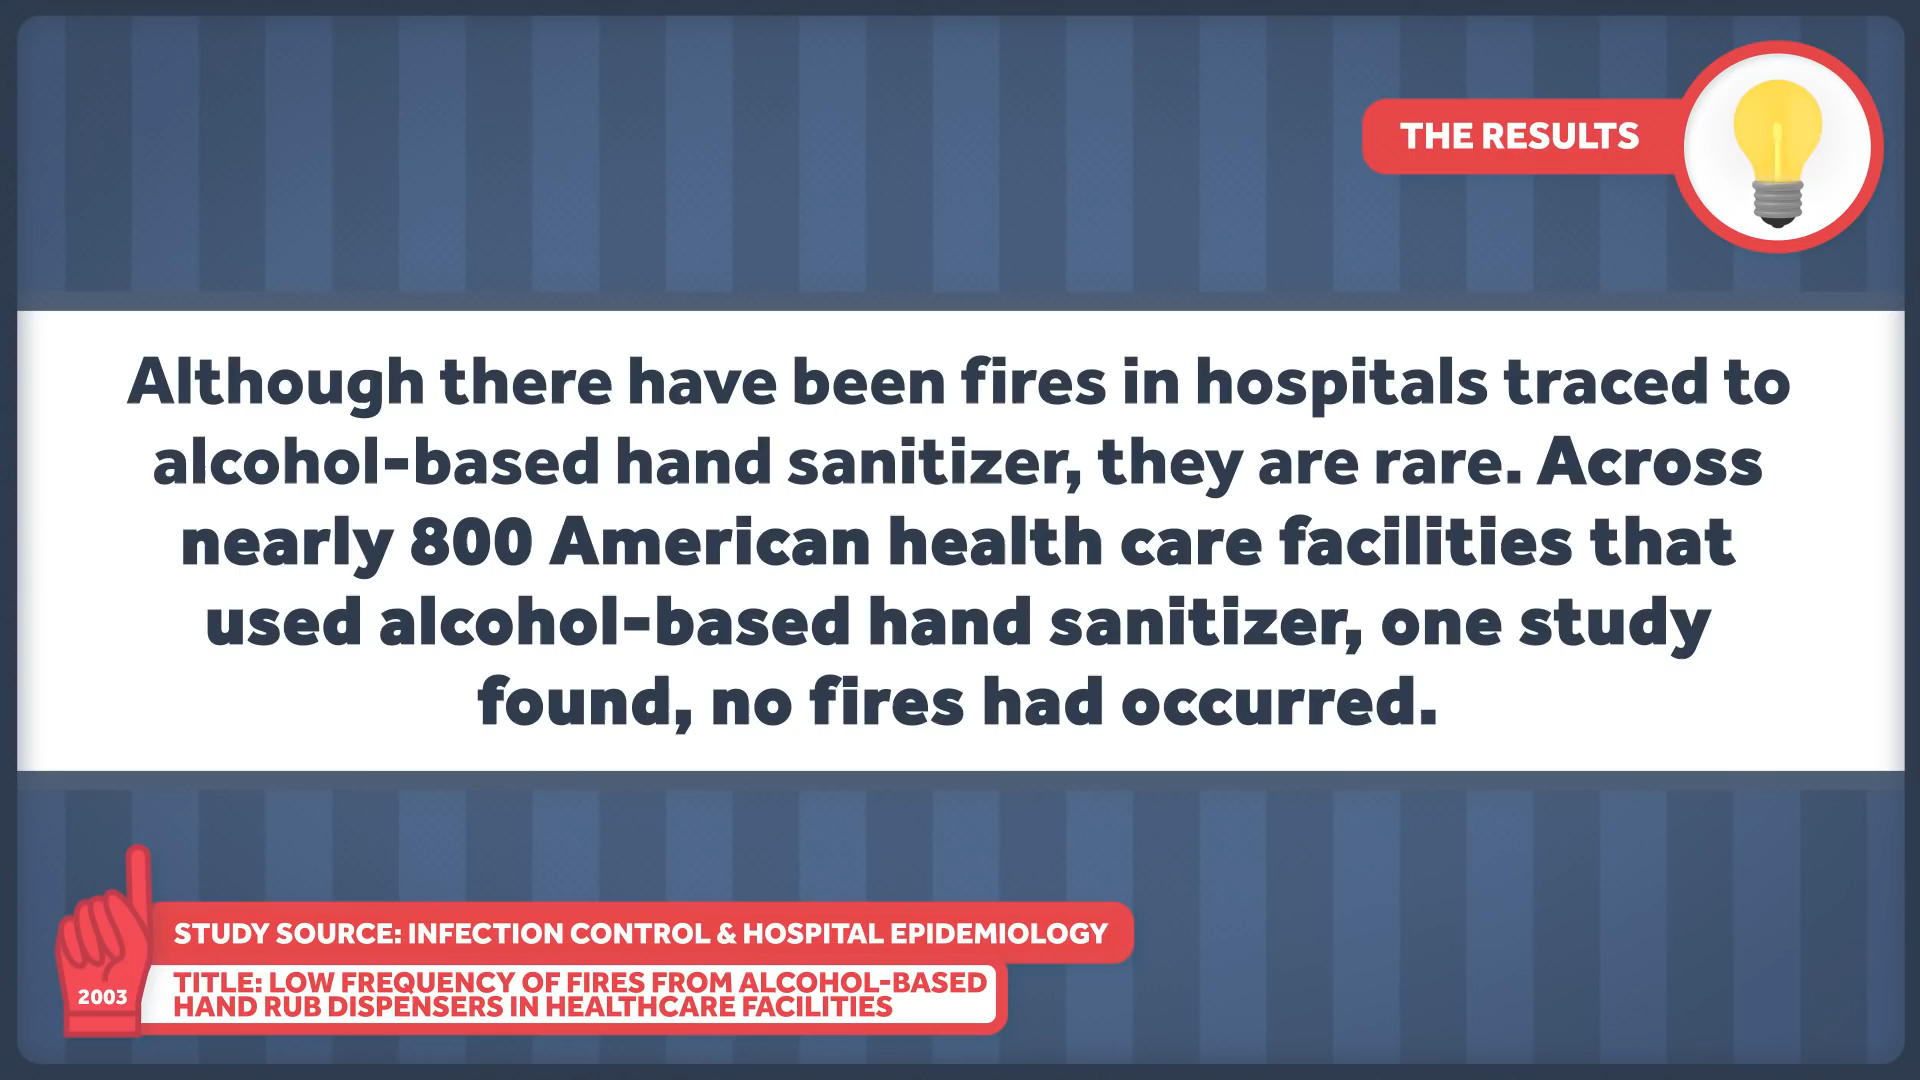 THE RESULTS
Although there have been fires in hospitals traced to
alcohol-based hand sanitizer, they are rare. Across
nearly 800 American health care facilities that
used alcohol-based hand sanitizer, one study
found, no fires had occurred.
STUDY SOURCE: INFECTION CONTROL & HOSPITAL EPIDEMIOLOGY
TITLE: LOW FREQUENCY OF FIRES FROM ALCOHOL-BASED
HAND RUB DISPENSERS IN HEALTHCARE FACILITIES
2003